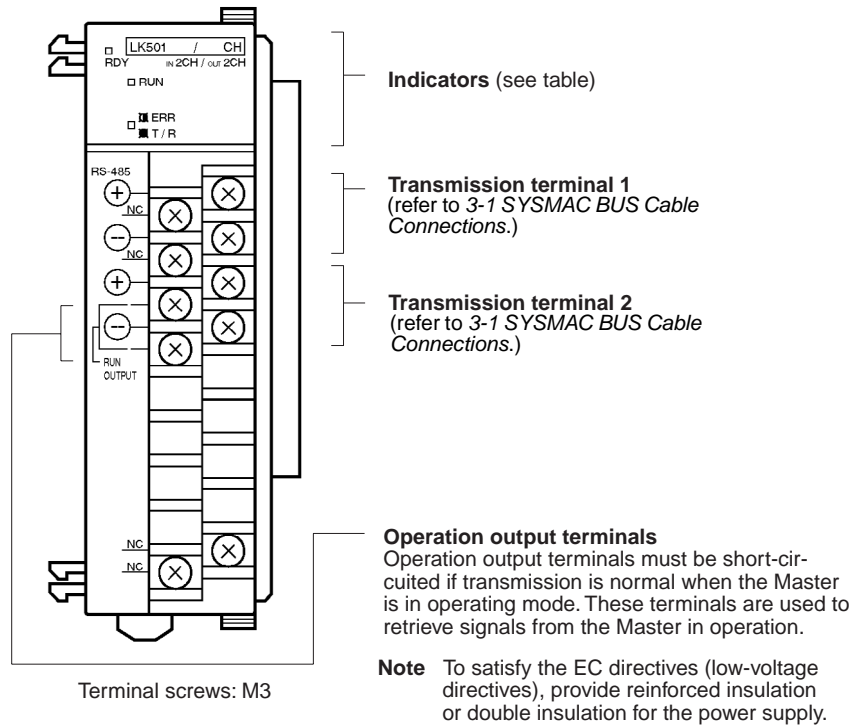 LK501 / CH
RDY IN 2CH / OUT 2CH
RUN
ERR
T / R
RS-485
+
NC
--
NC
+
--
RUN
OUTPUT
NC
NC
Indicators (see table)
Transmission terminal 1
(refer to 3-1 SYSMAC BUS Cable
Connections.)
Transmission terminal 2
(refer to 3-1 SYSMAC BUS Cable
Connections.)
Operation output terminals
Operation output terminals must be short-cir-
cuited if transmission is normal when the Master
is in operating mode. These terminals are used to
retrieve signals from the Master in operation.
Terminal screws: M3
Note To satisfy the EC directives (low-voltage
directives), provide reinforced insulation
or double insulation for the power supply.